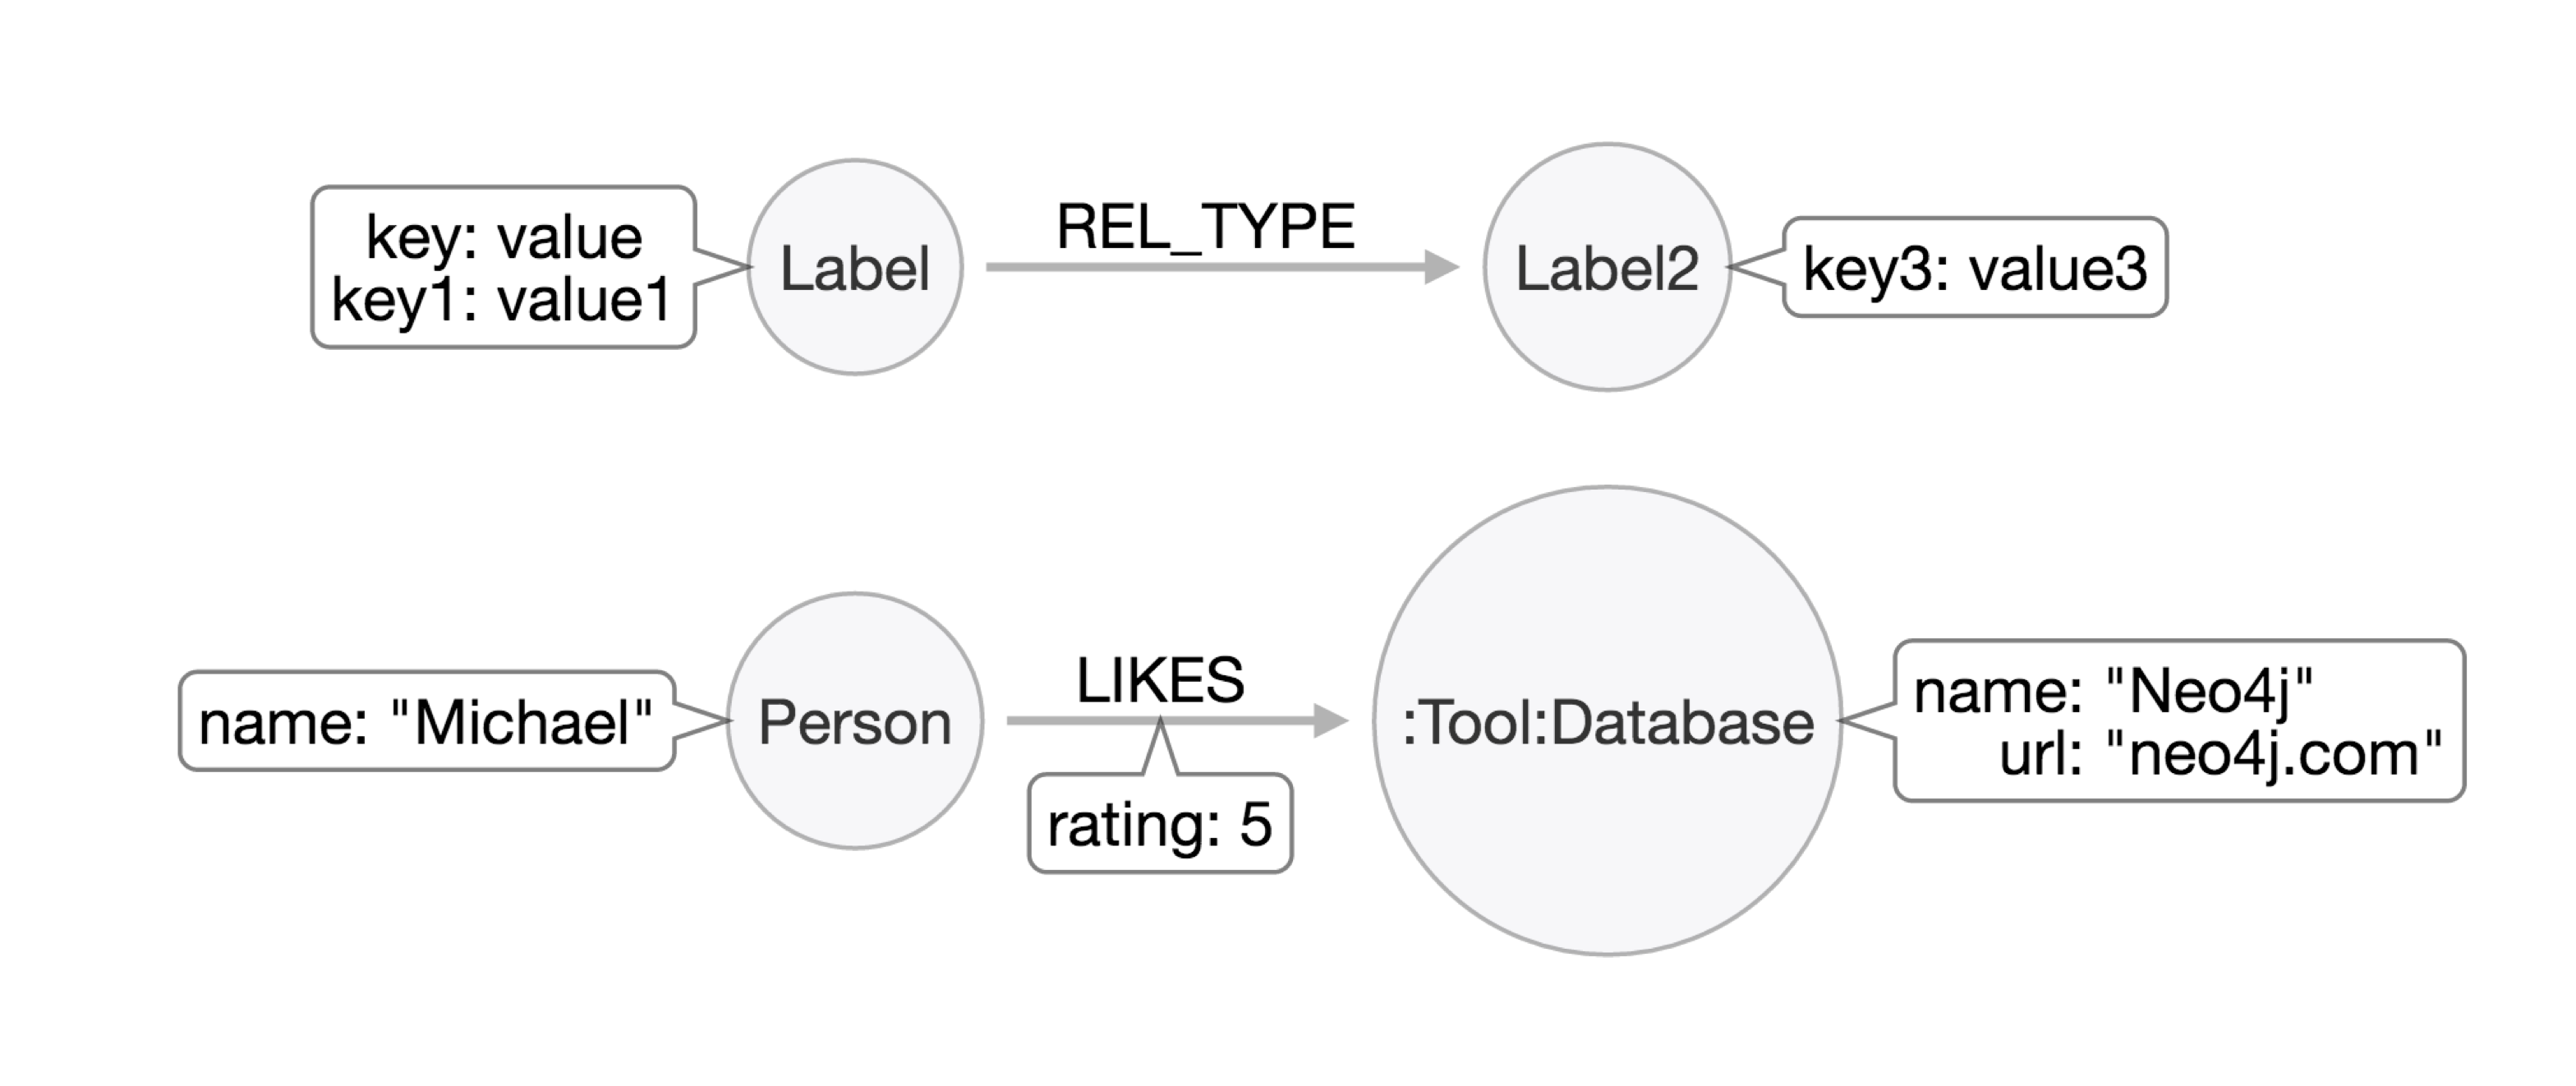 key: value
key1: value1
Label
REL_TYPE
Label2
key3: value3
name: "Michael"
Person
LIKES
rating: 5
:Tool:Database
name: "Neo4j"
url: "neo4j.com"